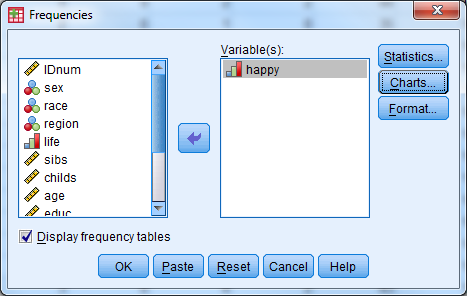 Frequencies
Variable(s):
IDnum
sex
race
region
life
sibs
childs
age
educ
happy
Statistics...
Charts...
Format...
Display frequency tables
OK Paste Reset Cancel Help